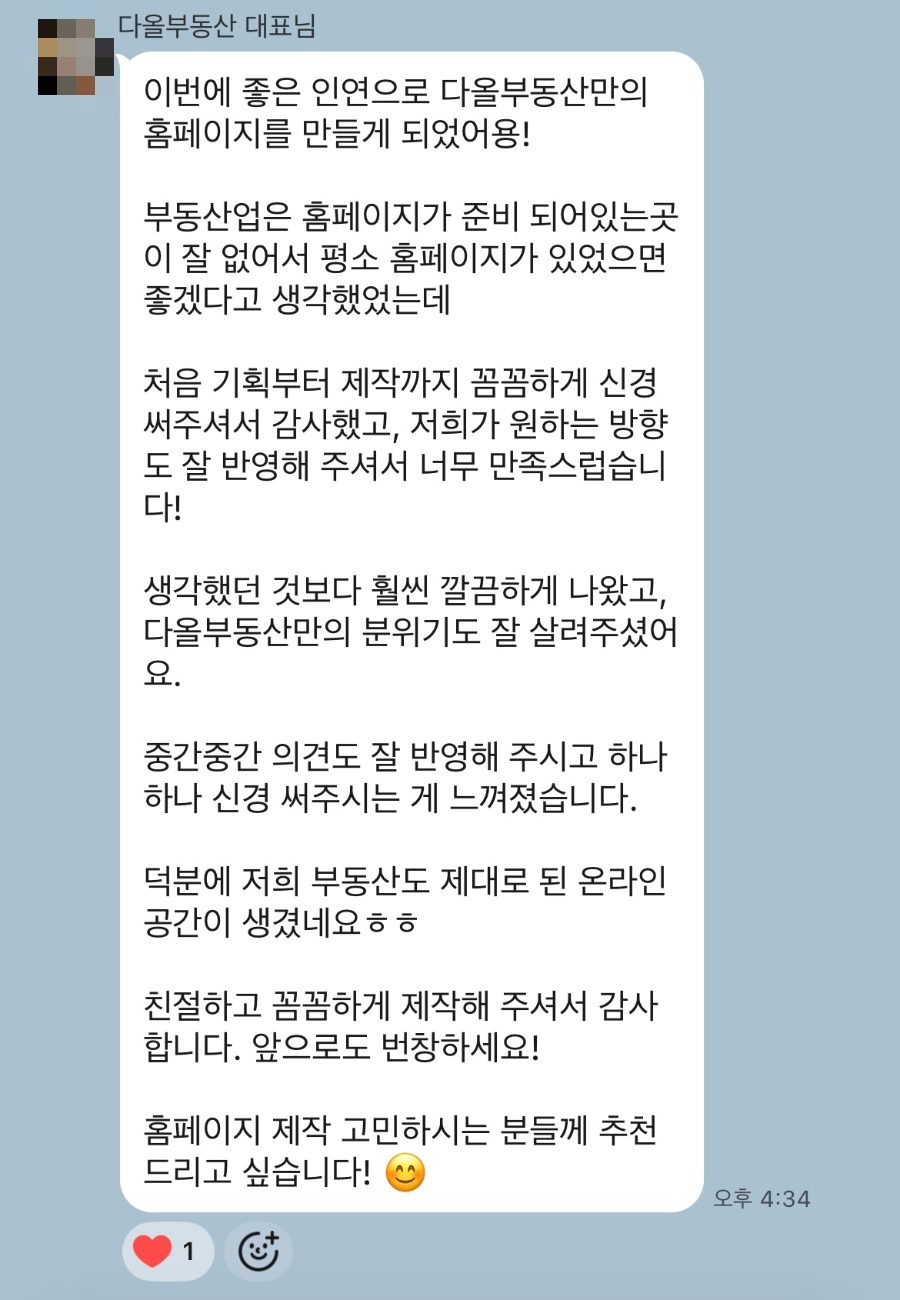 다올부동산 대표님
이번에 좋은 인연으로 다올부동산만의
홈페이지를 만들게 되었어용!
부동산업은 홈페이지가 준비 되어있는곳
이 잘 없어서 평소 홈페이지가 있었으면
좋겠다고 생각했었는데
처음 기획부터 제작까지 꼼꼼하게 신경
써주셔서 감사했고, 저희가 원하는 방향
도 잘 반영해 주셔서 너무 만족스럽습니
다!
생각했던 것보다 훨씬 깔끔하게 나왔고,
다올부동산만의 분위기도 잘 살려주셨어
요.
중간중간 의견도 잘 반영해 주시고 하나
하나 신경 써주시는 게 느껴졌습니다.
덕분에 저희 부동산도 제대로 된 온라인
공간이 생겼네요ㅎㅎ
친절하고 꼼꼼하게 제작해 주셔서 감사
합니다. 앞으로도 번창하세요!
홈페이지 제작 고민하시는 분들께 추천
드리고 싶습니다! 😊
오후 4:34
1